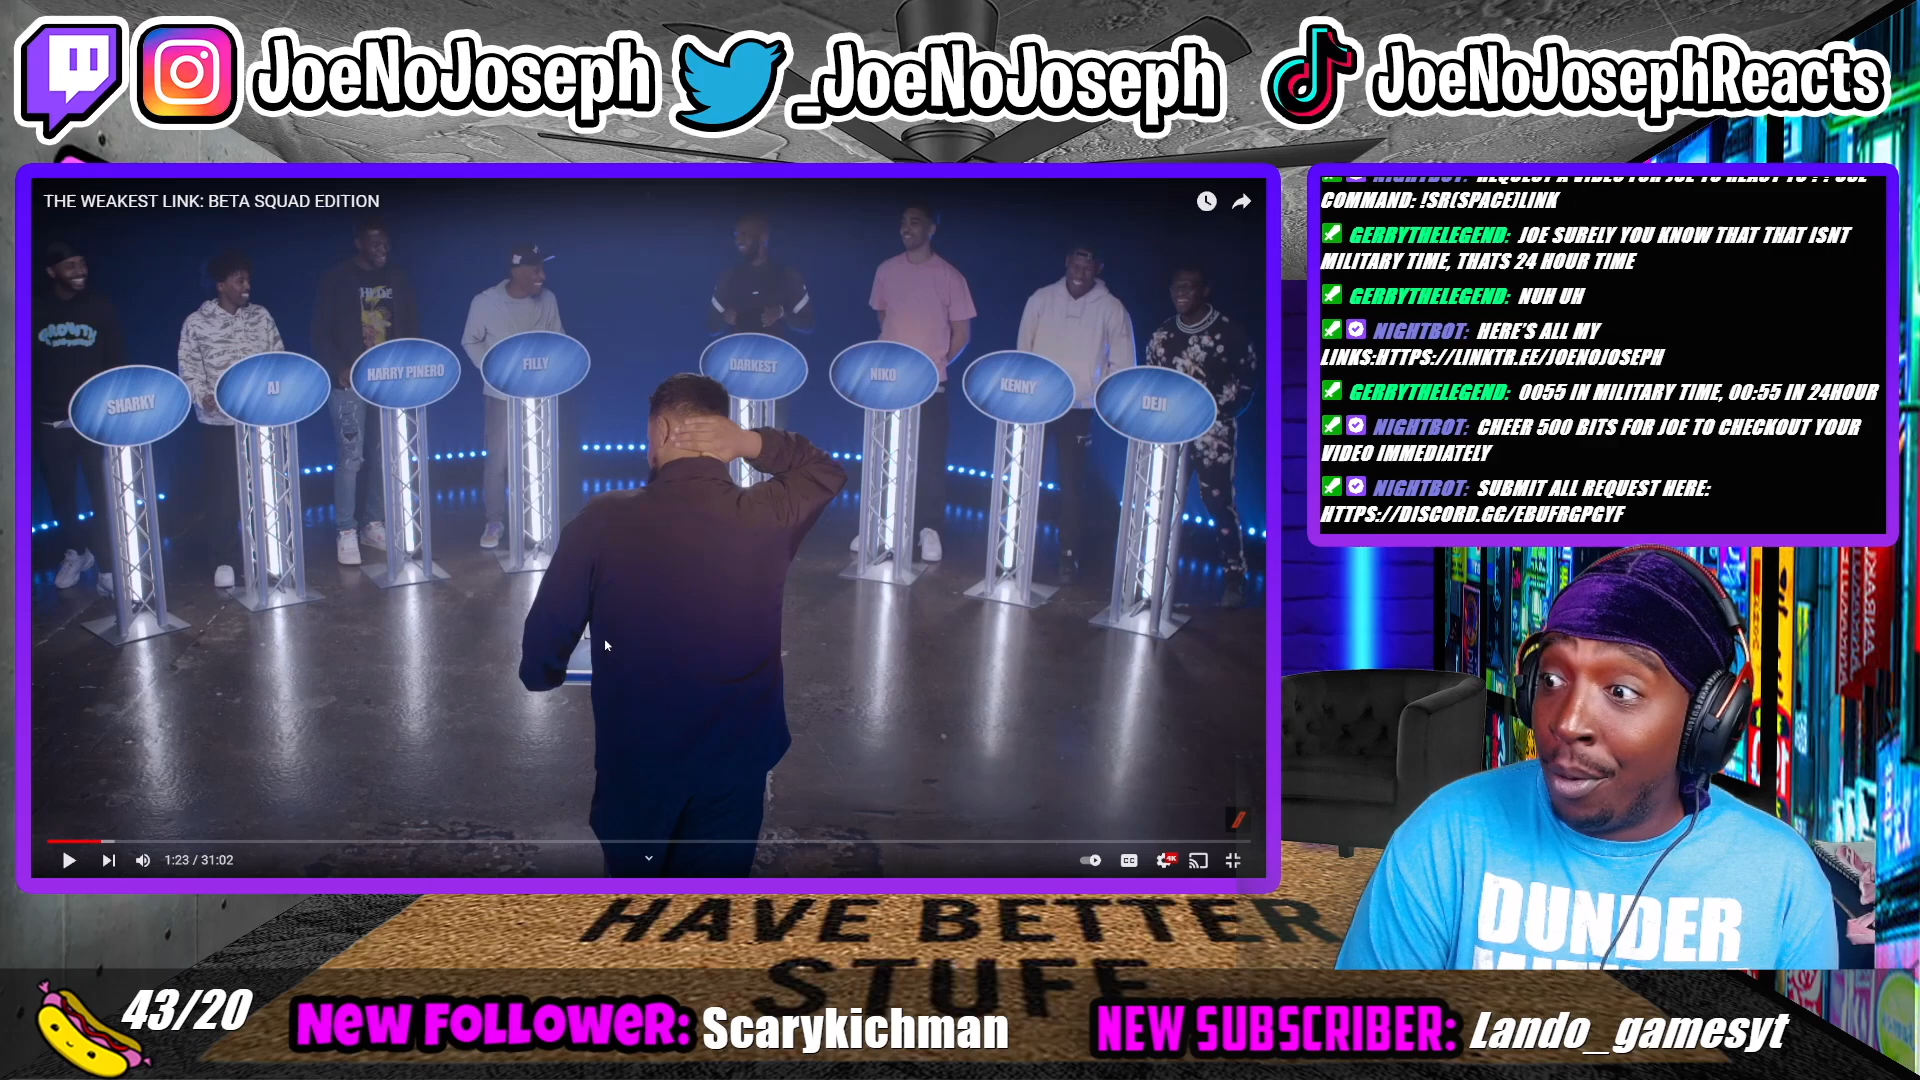 JoeNoJoseph
_JoeNoJoseph
JoeNoJosephReacts
THE WEAKEST LINK: BETA SQUAD EDITION
COMMAND: !SR(SPACE)LINK
GERRYTHELEGEND: JOE SURELY YOU KNOW THAT THAT ISNT
MILITARY TIME, THATS 24 HOUR TIME
GERRYTHELEGEND: NUH UH
NIGHTBOT: HERE'S ALL MY
LINKS:HTTPS://LINKTR.EE/JOENOJOSEPH
GERRYTHELEGEND: 0055 IN MILITARY TIME, 00:55 IN 24HOUR
NIGHTBOT: CHEER 500 BITS FOR JOE TO CHECKOUT YOUR
VIDEO IMMEDIATELY
NIGHTBOT: SUBMIT ALL REQUEST HERE:
HTTPS://DISCORD.GG/EBUFRGPGYF
GROWTH
SHARKY
AJ
HARRY PINERO
FILLY
DARKEST
NIKO
KENNY
DEJI
1:23 / 31:02
CC
4K
DUNDER
HAVE BETTER
STUFF
43/20
NEW FOLLOWER: Scarykichman
NEW SUBSCRIBER: Lando_gamesyt